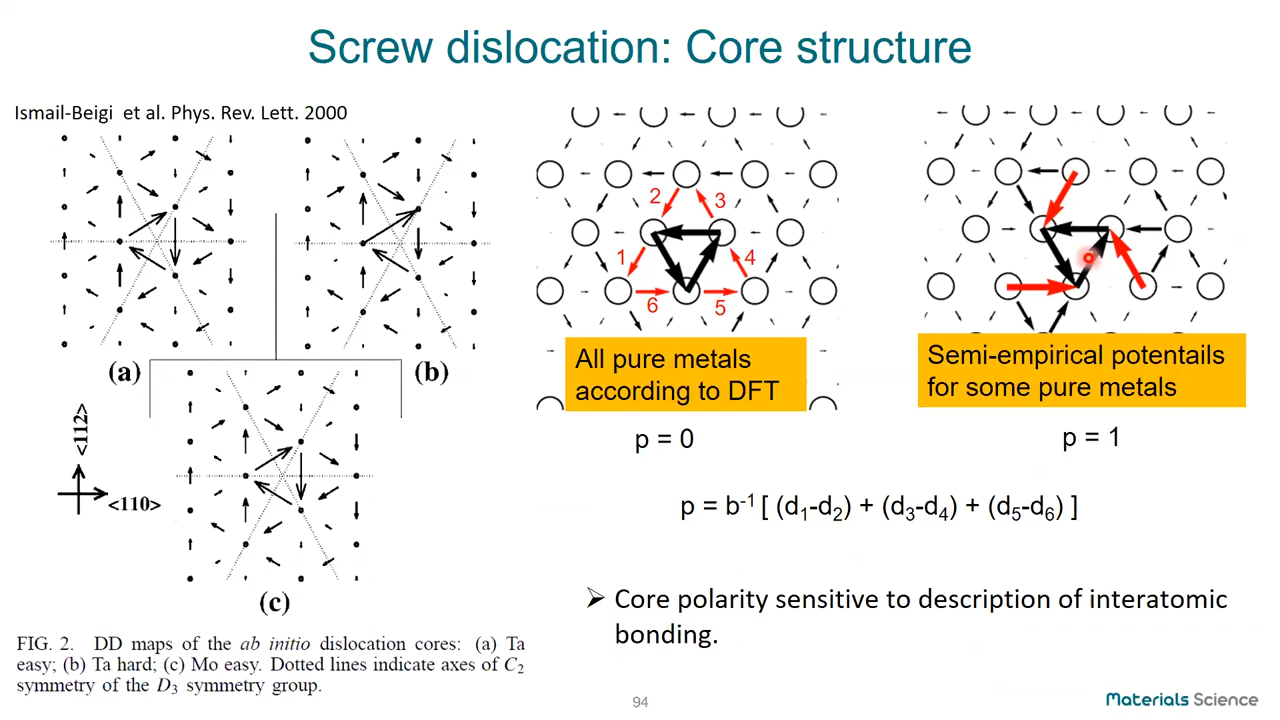 Screw dislocation: Core structure
Ismail-Beigi et al. Phys. Rev. Lett. 2000
(a)
(b)
(c)
<112>
<110>
FIG. 2. DD maps of the ab initio dislocation cores: (a) Ta
easy; (b) Ta hard; (c) Mo easy. Dotted lines indicate axes of C2
symmetry of the D3 symmetry group.
2
3
1
4
6
5
All pure metals
according to DFT
p = 0
Semi-empirical potentails
for some pure metals
p = 1
p = b-1 [ (d1-d2) + (d3-d4) + (d5-d6) ]
➢ Core polarity sensitive to description of interatomic
bonding.
94
Materials Science